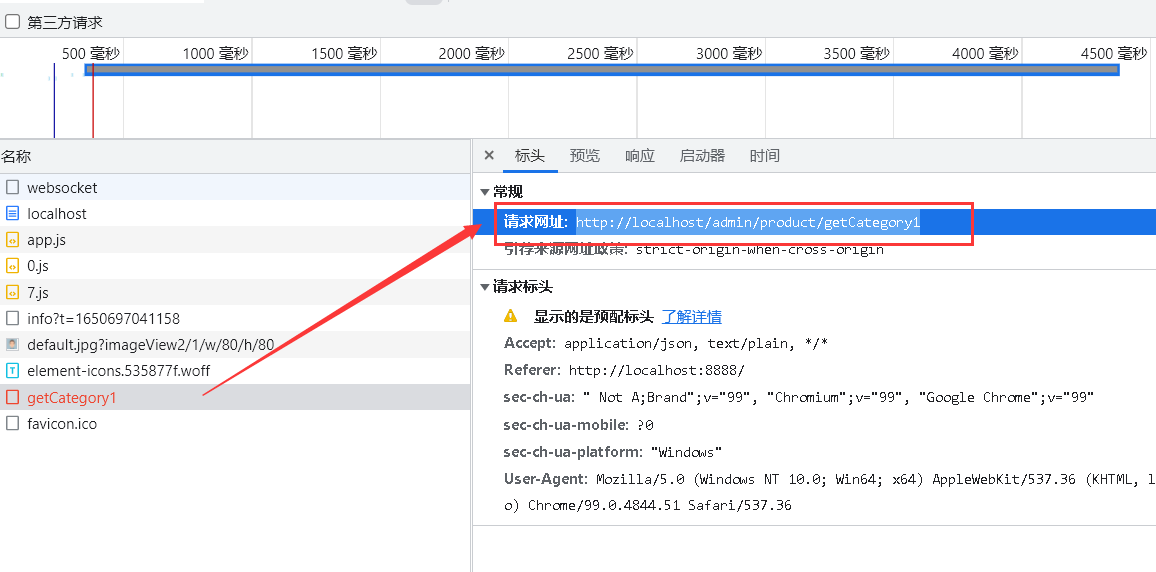 第三方请求
500 毫秒 1000 毫秒 1500 毫秒 2000 毫秒 2500 毫秒 3000 毫秒 3500 毫秒 4000 毫秒 4500 毫秒
名称
× 标头 预览 响应 启动器 时间
websocket
localhost
app.js
0.js
7.js
info?t=1650697041158
default.jpg?imageView2/1/w/80/h/80
element-icons.535877f.woff
getCategory1
favicon.ico
常规
请求网址: http://localhost/admin/product/getCategory1
引荐来源网址政策: strict-origin-when-cross-origin
请求标头
显示的是预配标头 了解详情
Accept: application/json, text/plain, */*
Referer: http://localhost:8888/
sec-ch-ua: " Not A;Brand";v="99", "Chromium";v="99", "Google Chrome";v="99"
sec-ch-ua-mobile: ?0
sec-ch-ua-platform: "Windows"
User-Agent: Mozilla/5.0 (Windows NT 10.0; Win64; x64) AppleWebKit/537.36 (KHTML, l
o) Chrome/99.0.4844.51 Safari/537.36